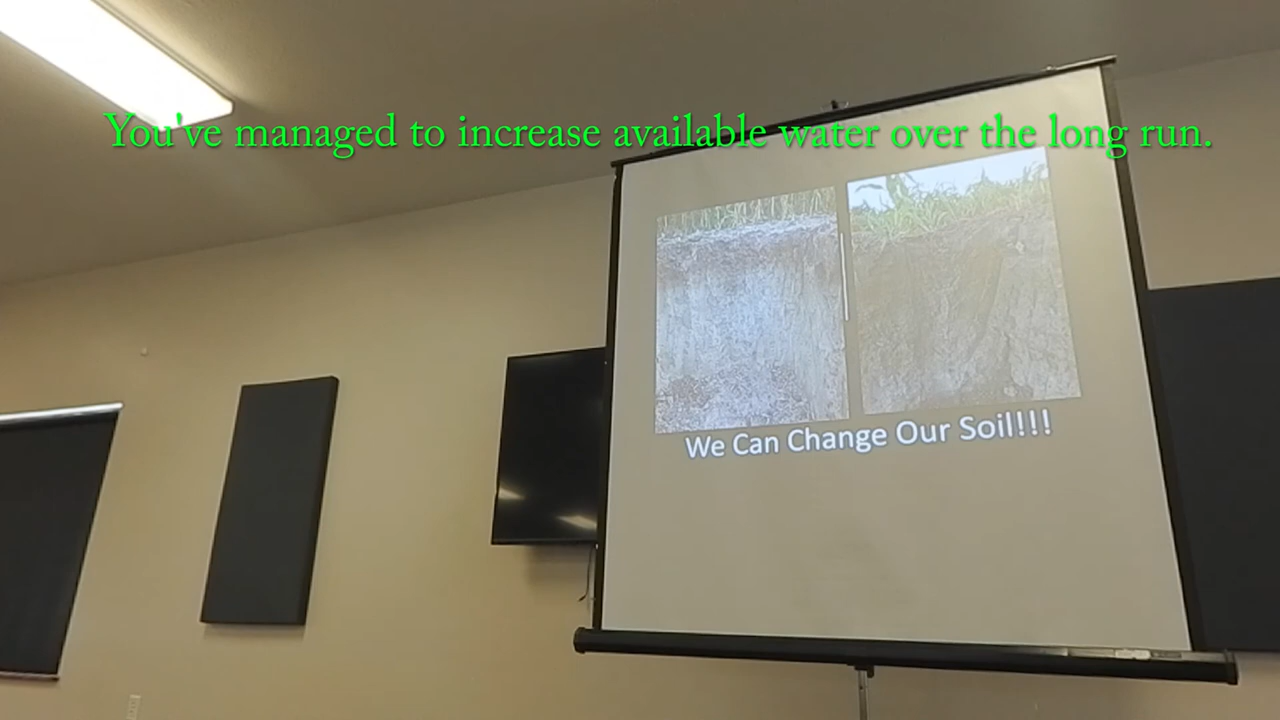 You've managed to increase available water over the long run.
We Can Change Our Soil!!!